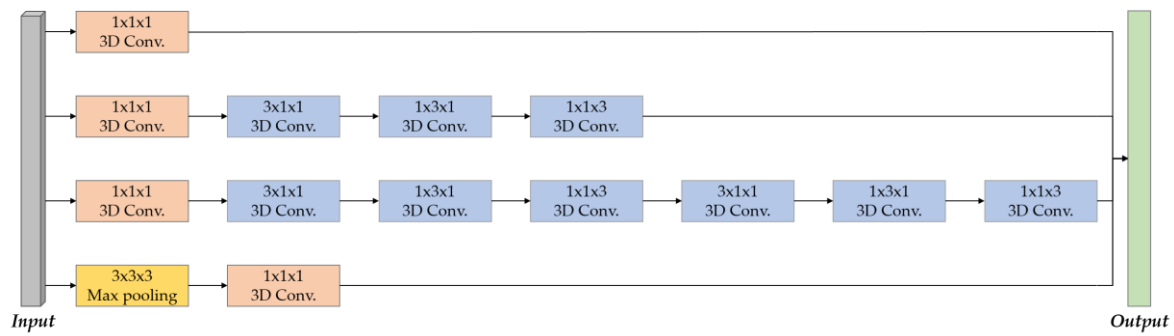 1x1x1
3D Conv.
1x1x1
3D Conv.
3x1x1
3D Conv.
1x3x1
3D Conv.
1x1x3
3D Conv.
1x1x1
3D Conv.
3x1x1
3D Conv.
1x3x1
3D Conv.
1x1x3
3D Conv.
3x1x1
3D Conv.
1x3x1
3D Conv.
1x1x3
3D Conv.
3x3x3
Max pooling
1x1x1
3D Conv.
Input
Output